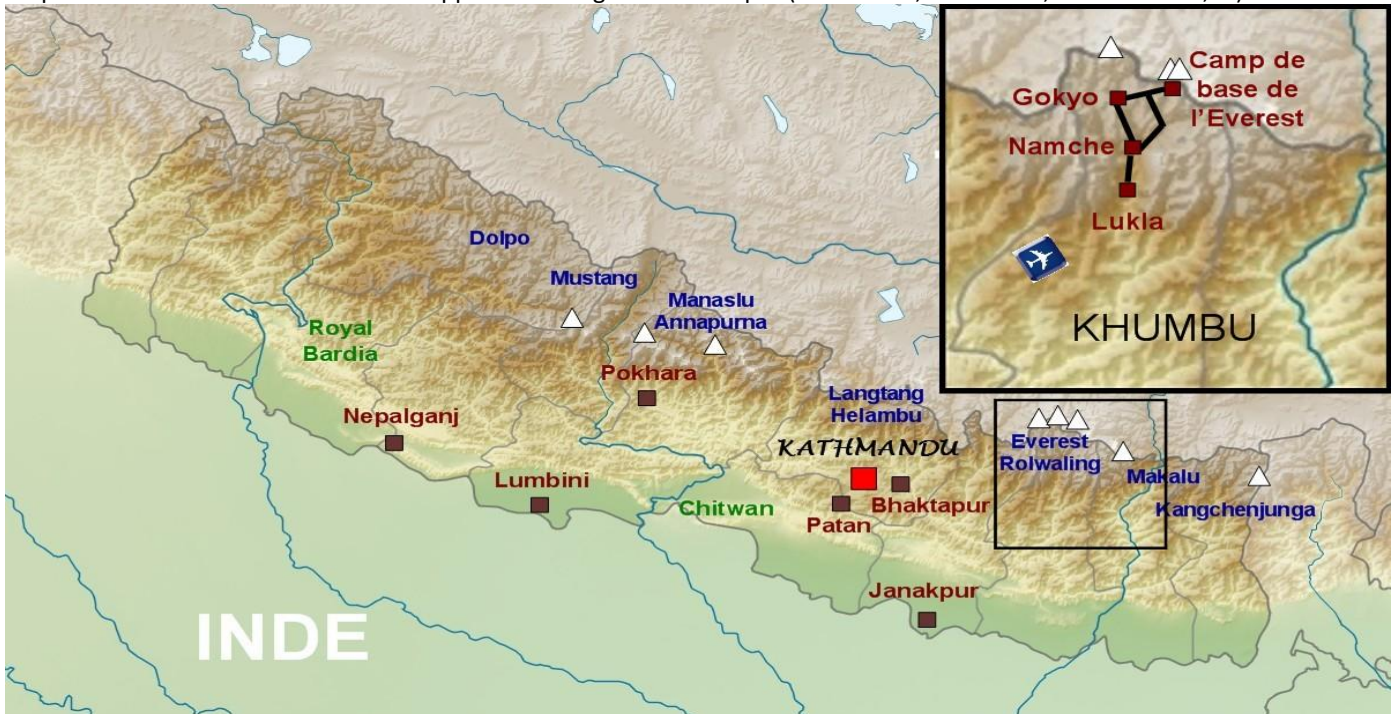 Gokyo
Camp de
base de
l'Everest
Namche
Lukla
KHUMBU
Dolpo
Mustang
Manaslu
Annapurna
Royal
Bardia
Pokhara
Langtang
Helambu
Nepalganj
KATHMANDU
Everest
Rolwaling
Makalu
Lumbini
Chitwan
Bhaktapur
Kangchenjunga
Patan
Janakpur
INDE